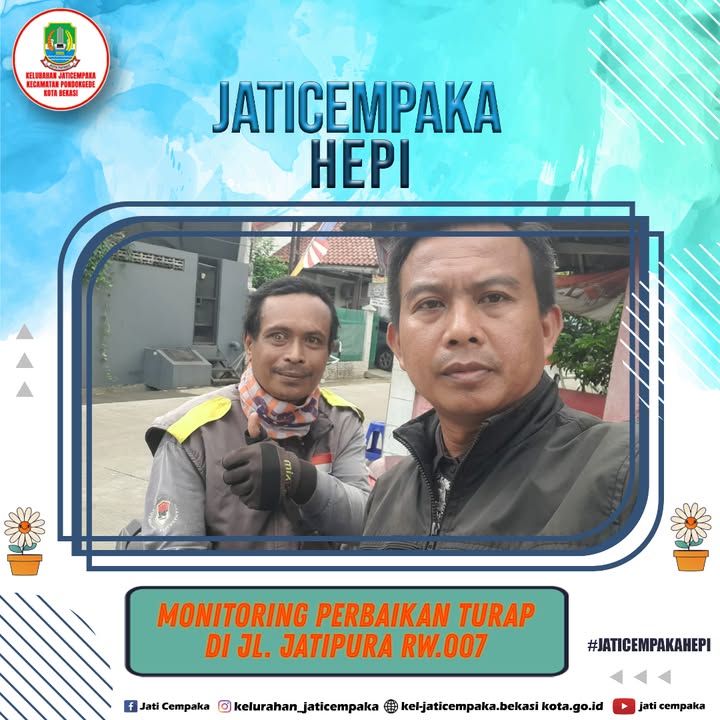 KELURAHAN JATICEMPAKA
KECAMATAN PONDOKGEDE
KOTA BEKASI
JATICEMPAKA
HEPI
mix
MONITORING PERBAIKAN TURAP
DI JL. JATIPURA RW.007
#JATICEMPAKAHEPI
Jati Cempaka
kelurahan_jaticempaka
kel-jaticempaka.bekasi kota.go.id
jati cempaka